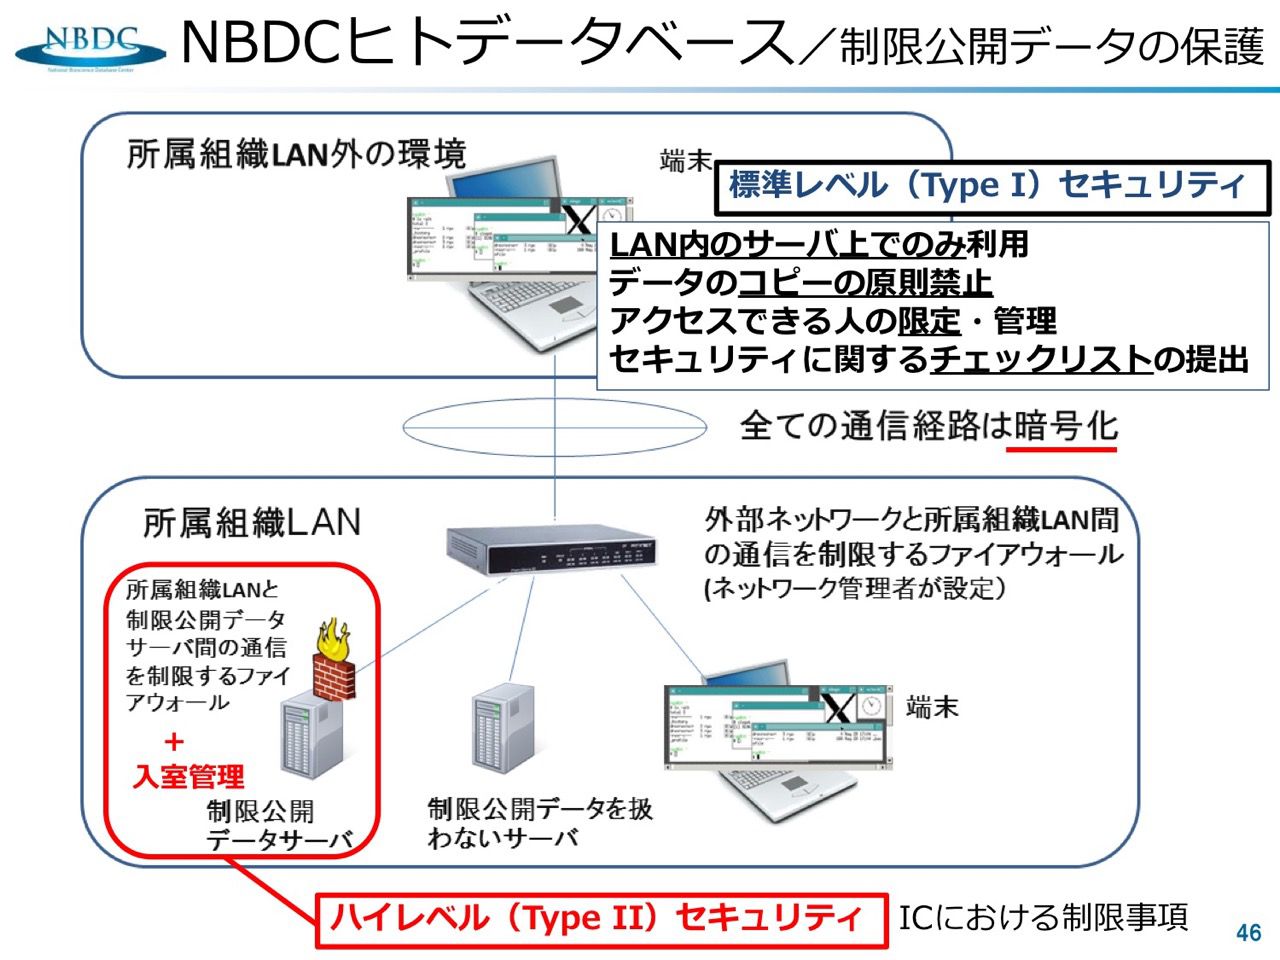 NBDC
National Bioscience Database Center
NBDCヒトデータベース／制限公開データの保護
所属組織LAN外の環境
端末
標準レベル（Type I）セキュリティ
LAN内のサーバ上でのみ利用
データのコピーの原則禁止
アクセスできる人の限定・管理
セキュリティに関するチェックリストの提出
全ての通信経路は暗号化
所属組織LAN
外部ネットワークと所属組織LAN間
の通信を制限するファイアウォール
(ネットワーク管理者が設定）
所属組織LANと
制限公開データ
サーバ間の通信
を制限するファイ
アウォール
＋
入室管理
制限公開
データサーバ
制限公開データを扱
わないサーバ
端末
ハイレベル（Type II）セキュリティ
ICにおける制限事項
46